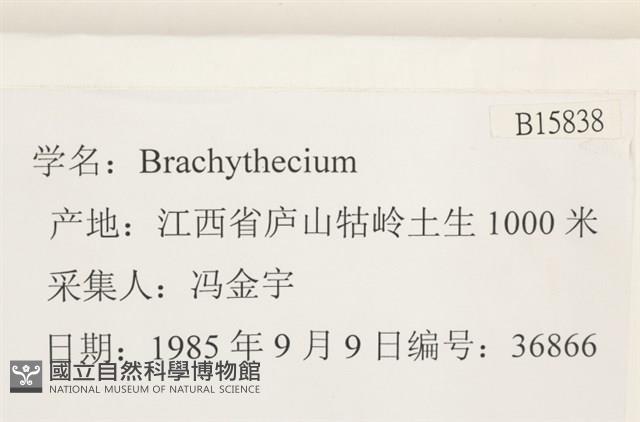 B15838
学名：Brachythecium
产地：江西省庐山牯岭土生 1000 米
采集人：冯金宇
日期：1985 年 9 月 9 日编号：36866
國立自然科學博物館
NATIONAL MUSEUM OF NATURAL SCIENCE